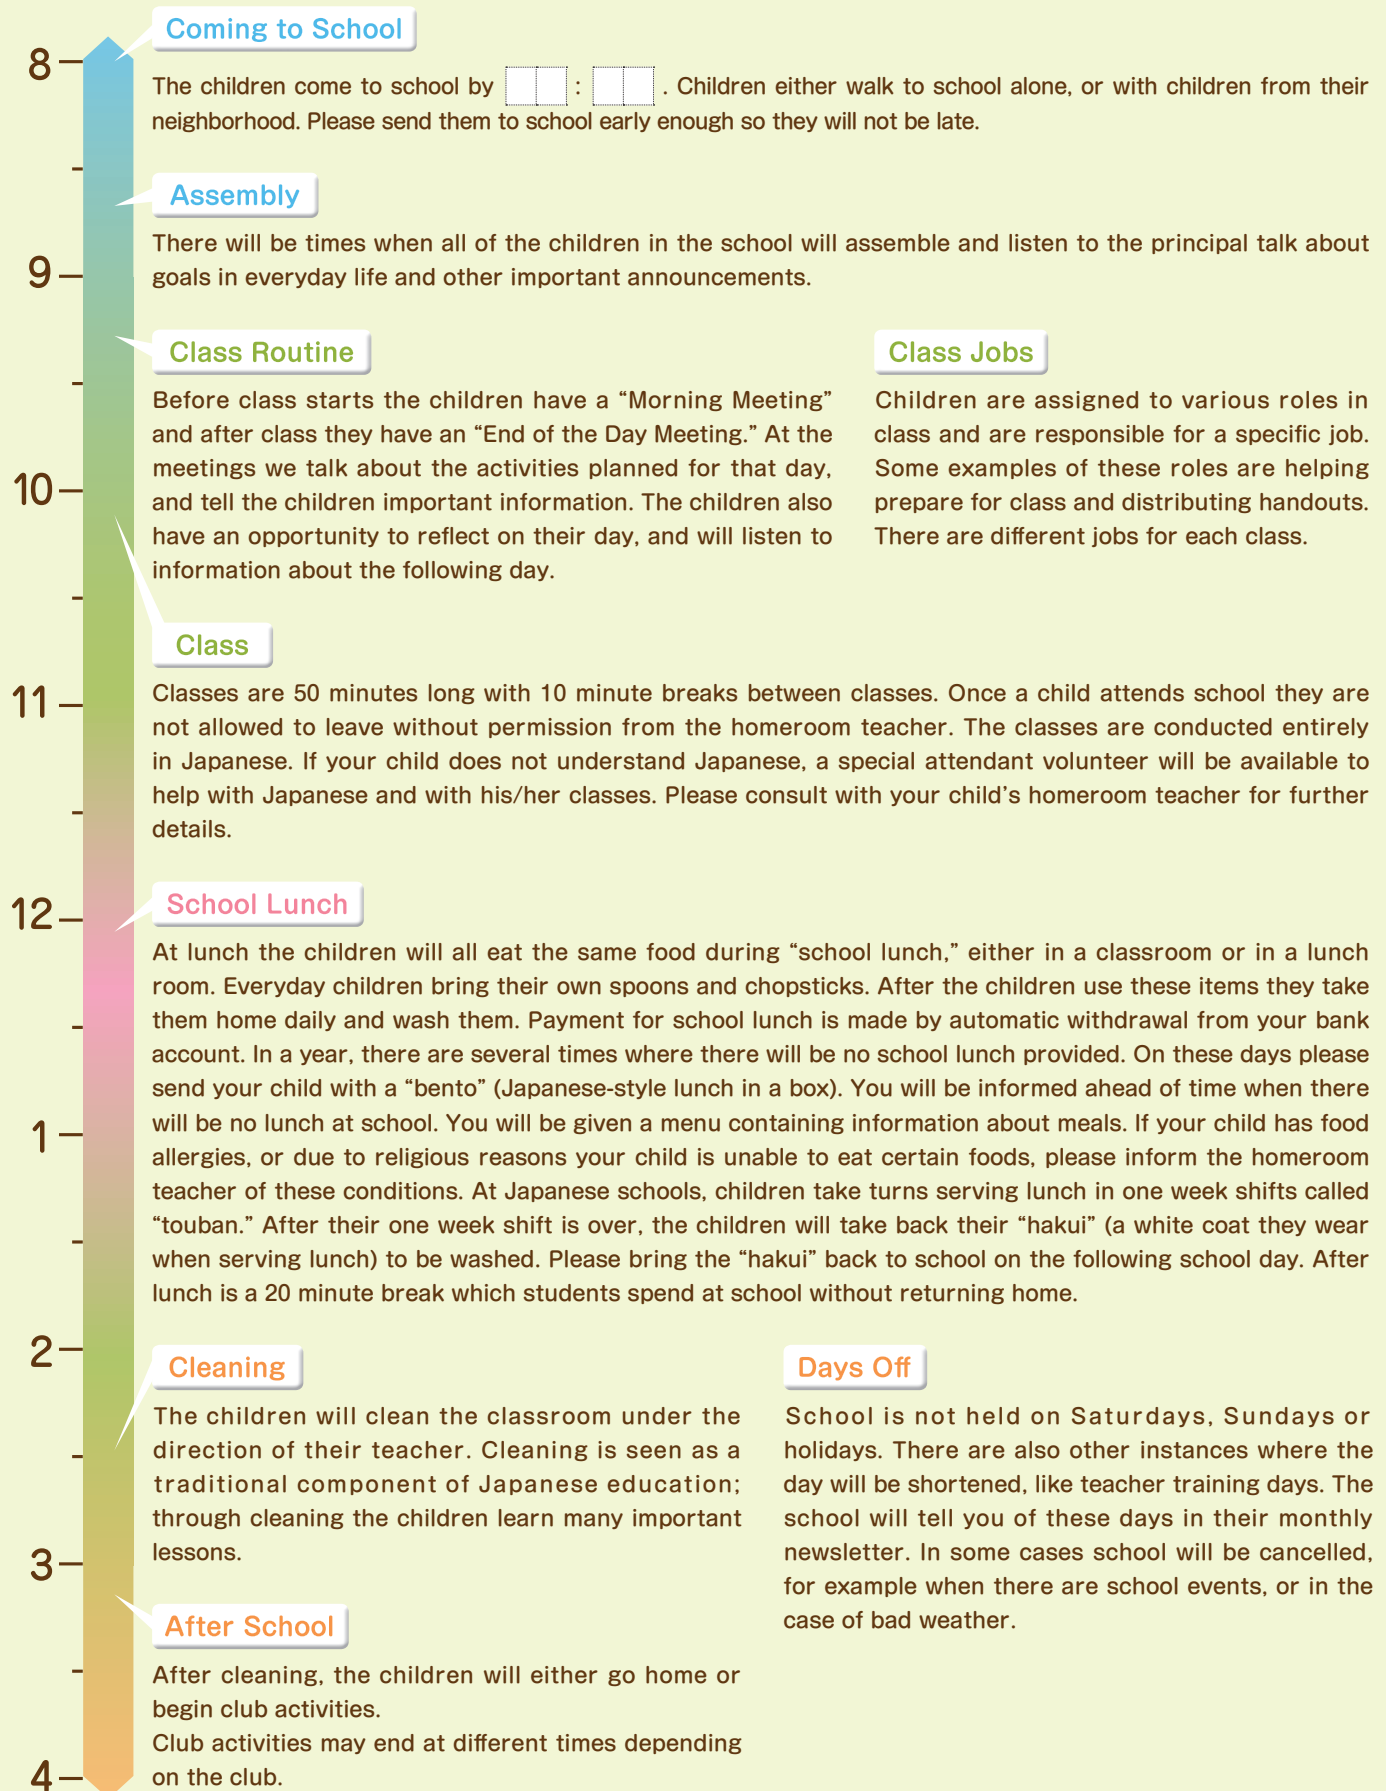 8
Coming to School
The children come to school by : . Children either walk to school alone, or with children from their
neighborhood. Please send them to school early enough so they will not be late.
Assembly
There will be times when all of the children in the school will assemble and listen to the principal talk about
9
goals in everyday life and other important announcements.
Class Routine
Before class starts the children have a “Morning Meeting”
and after class they have an “End of the Day Meeting.” At the
meetings we talk about the activities planned for that day,
10
and tell the children important information. The children also
have an opportunity to reflect on their day, and will listen to
information about the following day.
Class Jobs
Children are assigned to various roles in
class and are responsible for a specific job.
Some examples of these roles are helping
prepare for class and distributing handouts.
There are different jobs for each class.
Class
Classes are 50 minutes long with 10 minute breaks between classes. Once a child attends school they are
11
not allowed to leave without permission from the homeroom teacher. The classes are conducted entirely
in Japanese. If your child does not understand Japanese, a special attendant volunteer will be available to
help with Japanese and with his/her classes. Please consult with your child’s homeroom teacher for further
details.
12
School Lunch
At lunch the children will all eat the same food during “school lunch,” either in a classroom or in a lunch
room. Everyday children bring their own spoons and chopsticks. After the children use these items they take
them home daily and wash them. Payment for school lunch is made by automatic withdrawal from your bank
account. In a year, there are several times where there will be no school lunch provided. On these days please
send your child with a “bento” (Japanese-style lunch in a box). You will be informed ahead of time when there
will be no lunch at school. You will be given a menu containing information about meals. If your child has food
1
allergies, or due to religious reasons your child is unable to eat certain foods, please inform the homeroom
teacher of these conditions. At Japanese schools, children take turns serving lunch in one week shifts called
“touban.” After their one week shift is over, the children will take back their “hakui” (a white coat they wear
when serving lunch) to be washed. Please bring the “hakui” back to school on the following school day. After
lunch is a 20 minute break which students spend at school without returning home.
2
Cleaning
The children will clean the classroom under the
direction of their teacher. Cleaning is seen as a
traditional component of Japanese education;
through cleaning the children learn many important
lessons.
3
Days Off
School is not held on Saturdays, Sundays or
holidays. There are also other instances where the
day will be shortened, like teacher training days. The
school will tell you of these days in their monthly
newsletter. In some cases school will be cancelled,
for example when there are school events, or in the
case of bad weather.
After School
After cleaning, the children will either go home or
begin club activities.
Club activities may end at different times depending
on the club.
4